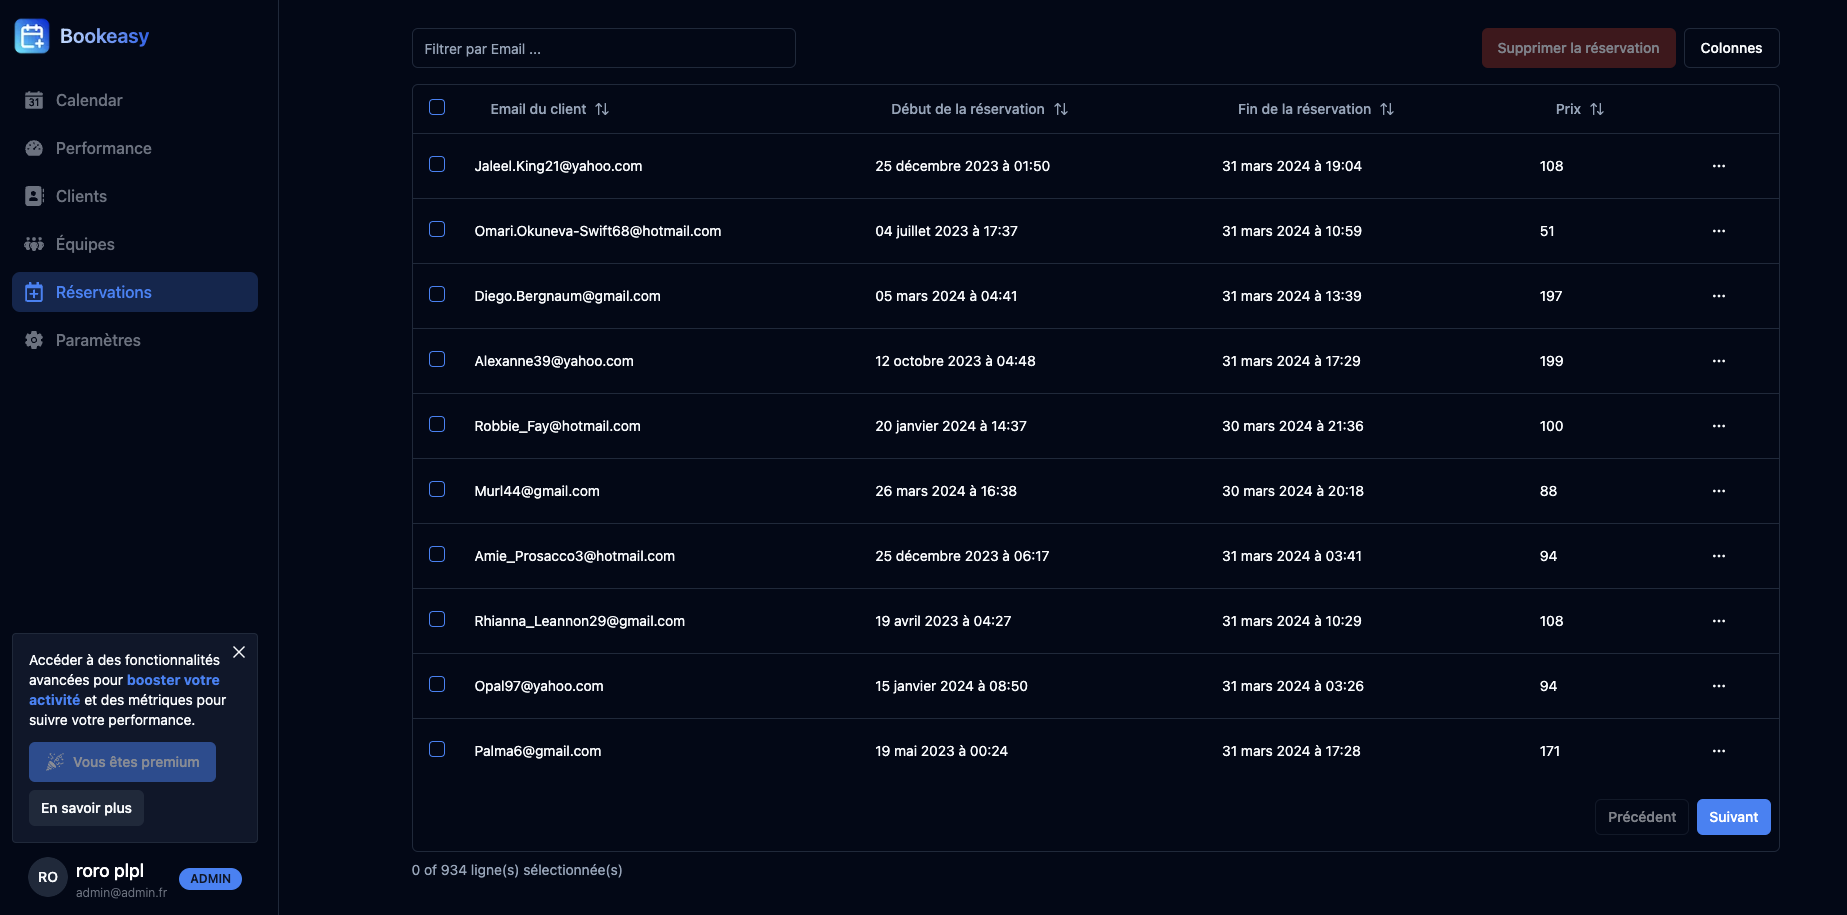 Bookeasy
31
Calendar
Performance
Clients
Équipes
Réservations
Paramètres
Accéder à des fonctionnalités
avancées pour booster votre
activité et des métriques pour
suivre votre performance.
Vous êtes premium
En savoir plus
RO
roro plpl
admin@admin.fr
ADMIN
Filtrer par Email ...
Supprimer la réservation
Colonnes
Email du client Début de la réservation Fin de la réservation Prix
Jaleel.King21@yahoo.com 25 décembre 2023 à 01:50 31 mars 2024 à 19:04 108
Omari.Okuneva-Swift68@hotmail.com 04 juillet 2023 à 17:37 31 mars 2024 à 10:59 51
Diego.Bergnaum@gmail.com 05 mars 2024 à 04:41 31 mars 2024 à 13:39 197
Alexanne39@yahoo.com 12 octobre 2023 à 04:48 31 mars 2024 à 17:29 199
Robbie_Fay@hotmail.com 20 janvier 2024 à 14:37 30 mars 2024 à 21:36 100
Murl44@gmail.com 26 mars 2024 à 16:38 30 mars 2024 à 20:18 88
Amie_Prosacco3@hotmail.com 25 décembre 2023 à 06:17 31 mars 2024 à 03:41 94
Rhianna_Leannon29@gmail.com 19 avril 2023 à 04:27 31 mars 2024 à 10:29 108
Opal97@yahoo.com 15 janvier 2024 à 08:50 31 mars 2024 à 03:26 94
Palma6@gmail.com 19 mai 2023 à 00:24 31 mars 2024 à 17:28 171
Précédent Suivant
0 of 934 ligne(s) sélectionnée(s)